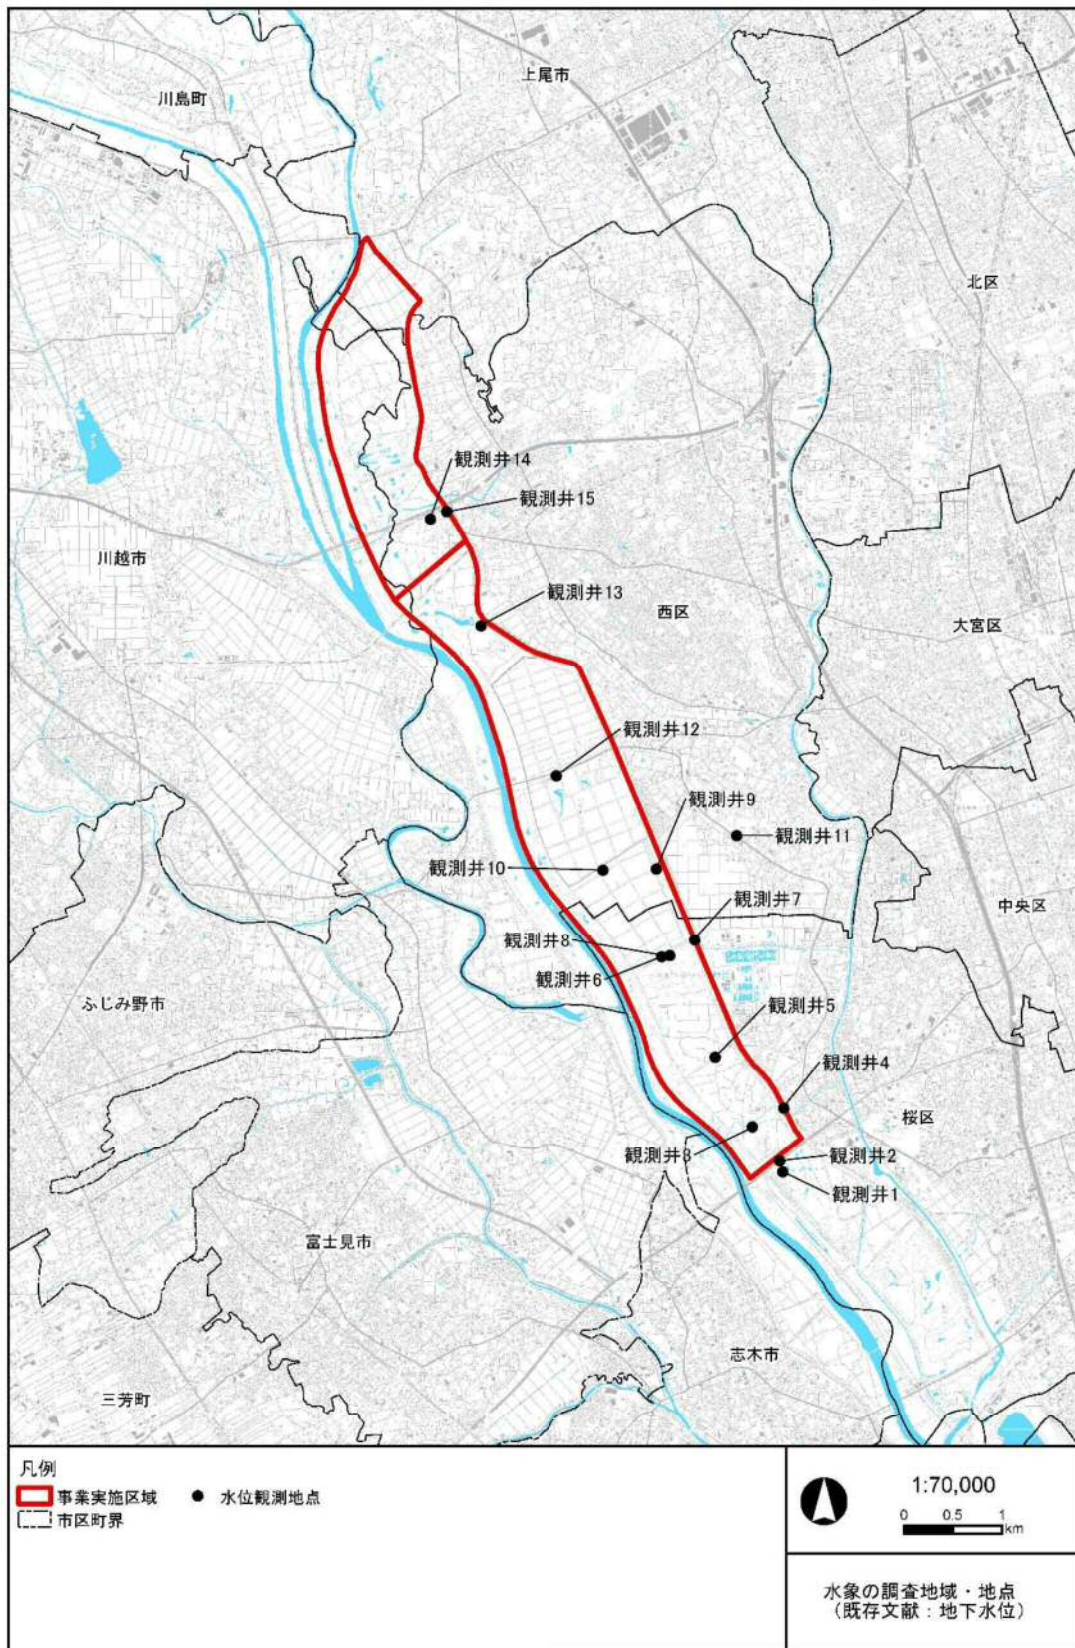 上尾市
川島町
北区
観測井14
観測井15
川越市
観測井13
西区
大宮区
観測井12
観測井9
観測井11
観測井10
中央区
観測井7
観測井8
観測井6
ふじみ野市
観測井5
観測井4
桜区
観測井3
観測井2
観測井1
富士見市
志木市
三芳町
凡例
事業実施区域
水位観測地点
市区町界
1:70,000
0 0.5 1
km
水象の調査地域・地点
(既存文献:地下水位)